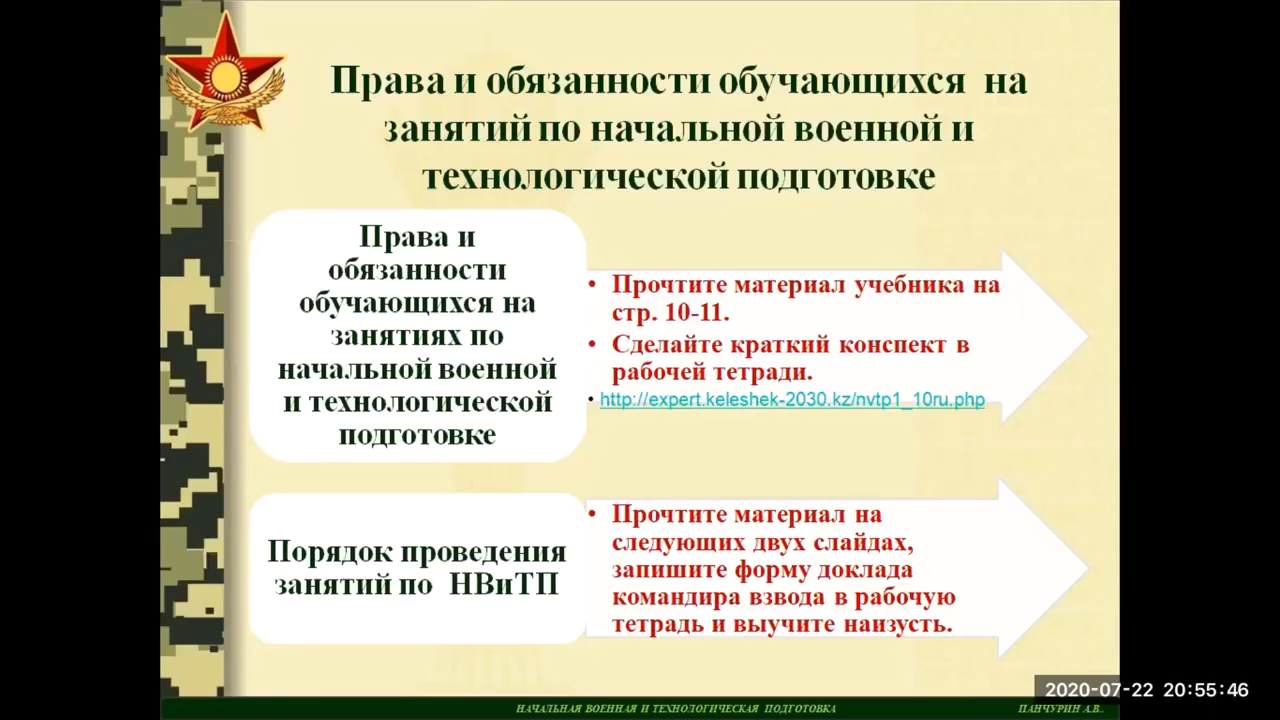 Права и обязанности обучающихся на
занятий по начальной военной и
технологической подготовке
Права и
обязанности
обучающихся на
занятиях по
начальной военной
и технологической
подготовке
• Прочтите материал учебника на
стр. 10-11.
• Сделайте краткий конспект в
рабочей тетради.
• http://expert.keleshek-2030.kz/nvtp1_10ru.php
Порядок проведения
занятий по НВиТП
• Прочтите материал на
следующих двух слайдах,
запишите форму доклада
командира взвода в рабочую
тетрадь и выучите наизусть.
2020-07-22 20:55:46
НАЧАЛЬНАЯ ВОЕННАЯ И ТЕХНОЛОГИЧЕСКАЯ ПОДГОТОВКА
ПАНЧУРИН А.В..